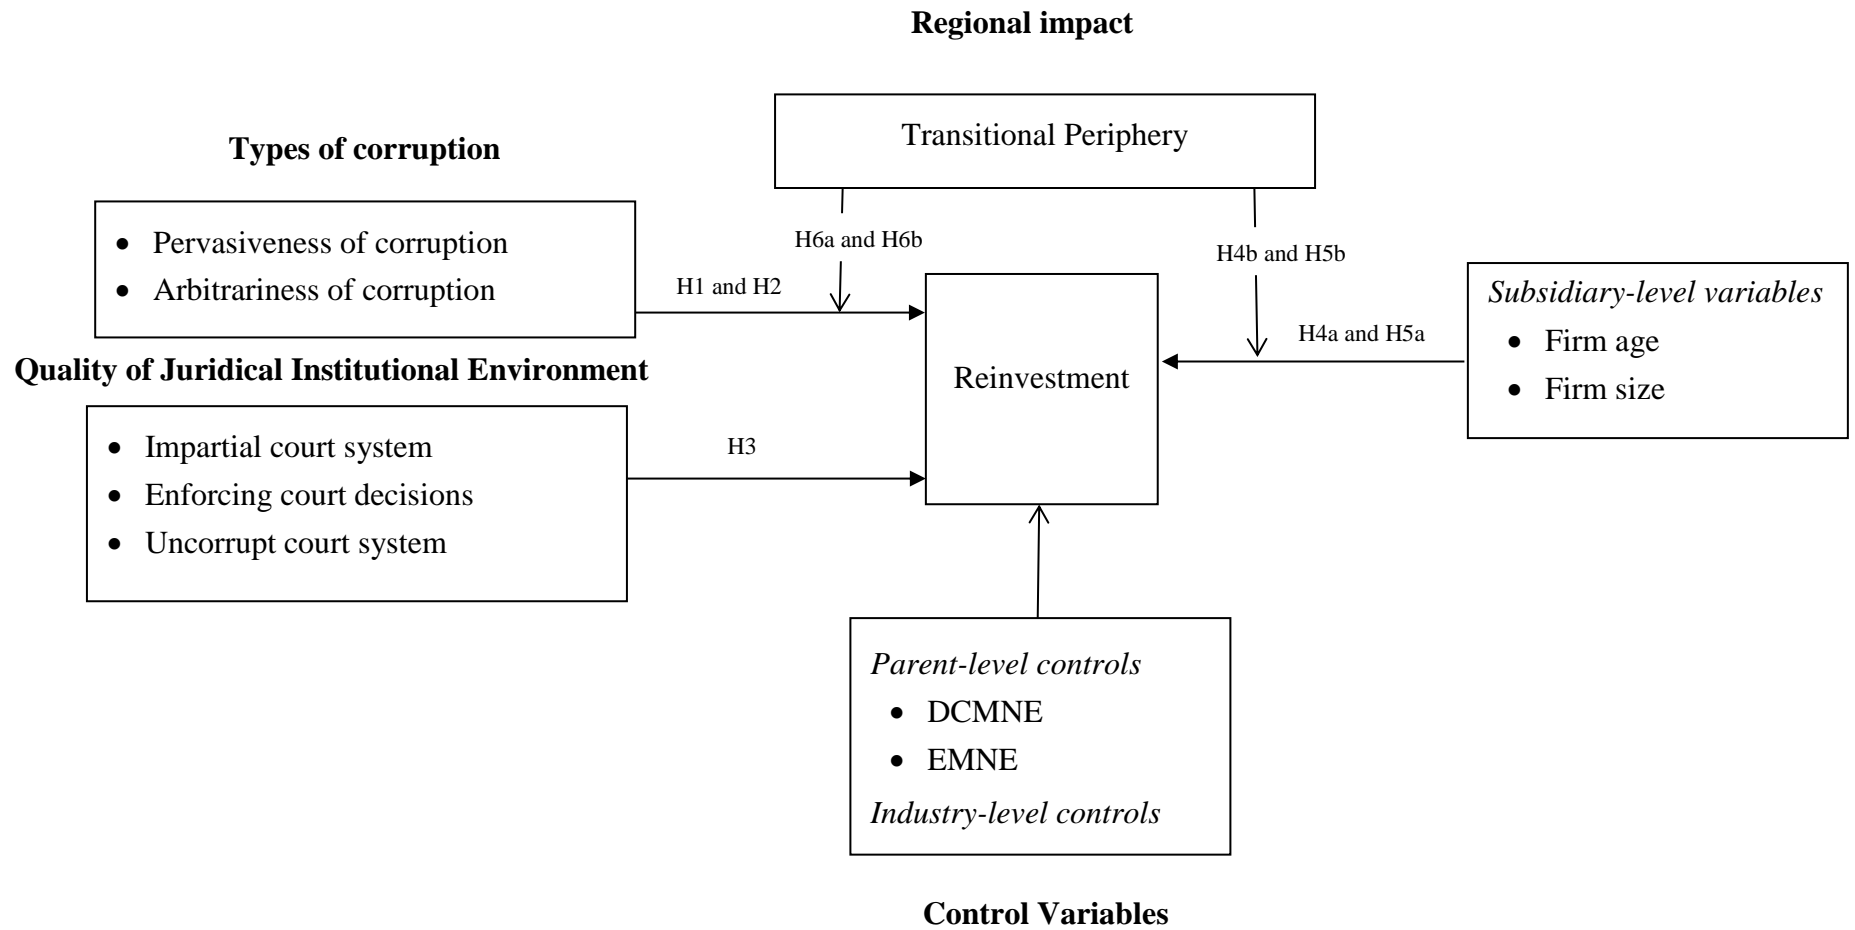 Regional impact
Transitional Periphery
Types of corruption
• Pervasiveness of corruption
• Arbitrariness of corruption
H6a and H6b
H4b and H5b
H1 and H2
Subsidiary-level variables
• Firm age
• Firm size
H4a and H5a
Quality of Juridical Institutional Environment
Reinvestment
• Impartial court system
• Enforcing court decisions
• Uncorrupt court system
H3
Parent-level controls
• DCMNE
• EMNE
Industry-level controls
Control Variables